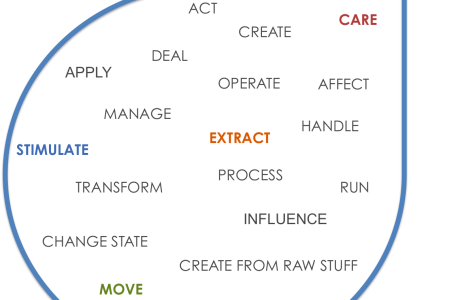 ACT
CARE
CREATE
DEAL
APPLY
OPERATE
AFFECT
MANAGE
HANDLE
EXTRACT
STIMULATE
PROCESS
TRANSFORM
RUN
INFLUENCE
CHANGE STATE
CREATE FROM RAW STUFF
MOVE